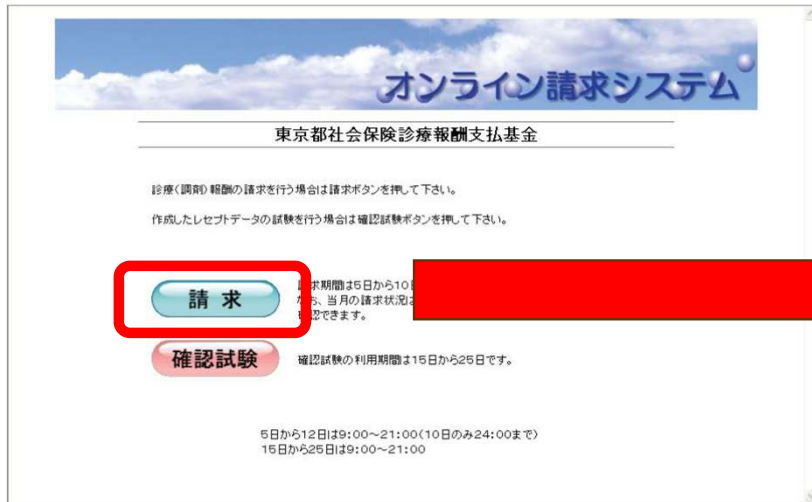 オンライン請求システム
東京都社会保険診療報酬支払基金
診療(調剤)報酬の請求を行う場合は請求ボタンを押して下さい。
作成したレセプトデータの試験を行う場合は確認試験ボタンを押して下さい。
請求
求期間は5日から10
、当月の請求状況
できます。
確認試験
確認試験の利用期間は15日から25日です。
5日から12日は9:00～21:00(10日のみ24:00まで)
15日から25日は9:00～21:00